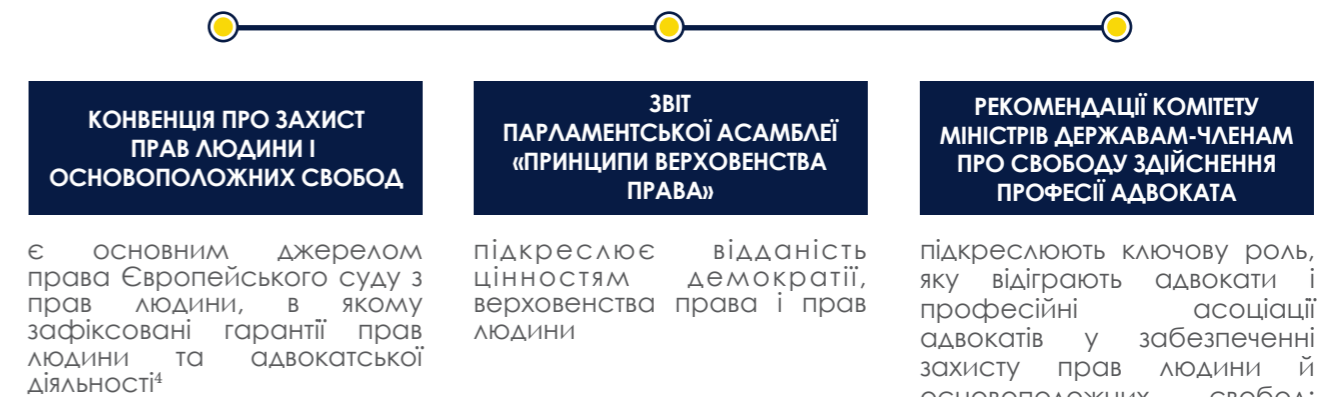 КОНВЕНЦІЯ ПРО ЗАХИСТ
ПРАВ ЛЮДИНИ І
ОСНОВОПОЛОЖНИХ СВОБОД
є основним джерелом
права Європейського суду з
прав людини, в якому
зафіксовані гарантії прав
людини та адвокатської
діяльності⁴
ЗВІТ
ПАРЛАМЕНТСЬКОЇ АСАМБЛЕЇ
«ПРИНЦИПИ ВЕРХОВЕНСТВА
ПРАВА»
підкреслює відданість
цінностям демократії,
верховенства права і прав
людини
РЕКОМЕНДАЦІЇ КОМІТЕТУ
МІНІСТРІВ ДЕРЖАВАМ-ЧЛЕНАМ
ПРО СВОБОДУ ЗДІЙСНЕННЯ
ПРОФЕСІЇ АДВОКАТА
підкреслюють ключову роль,
яку відіграють адвокати і
професійні асоціації
адвокатів у забезпеченні
захисту прав людини й
основоположних свобод;